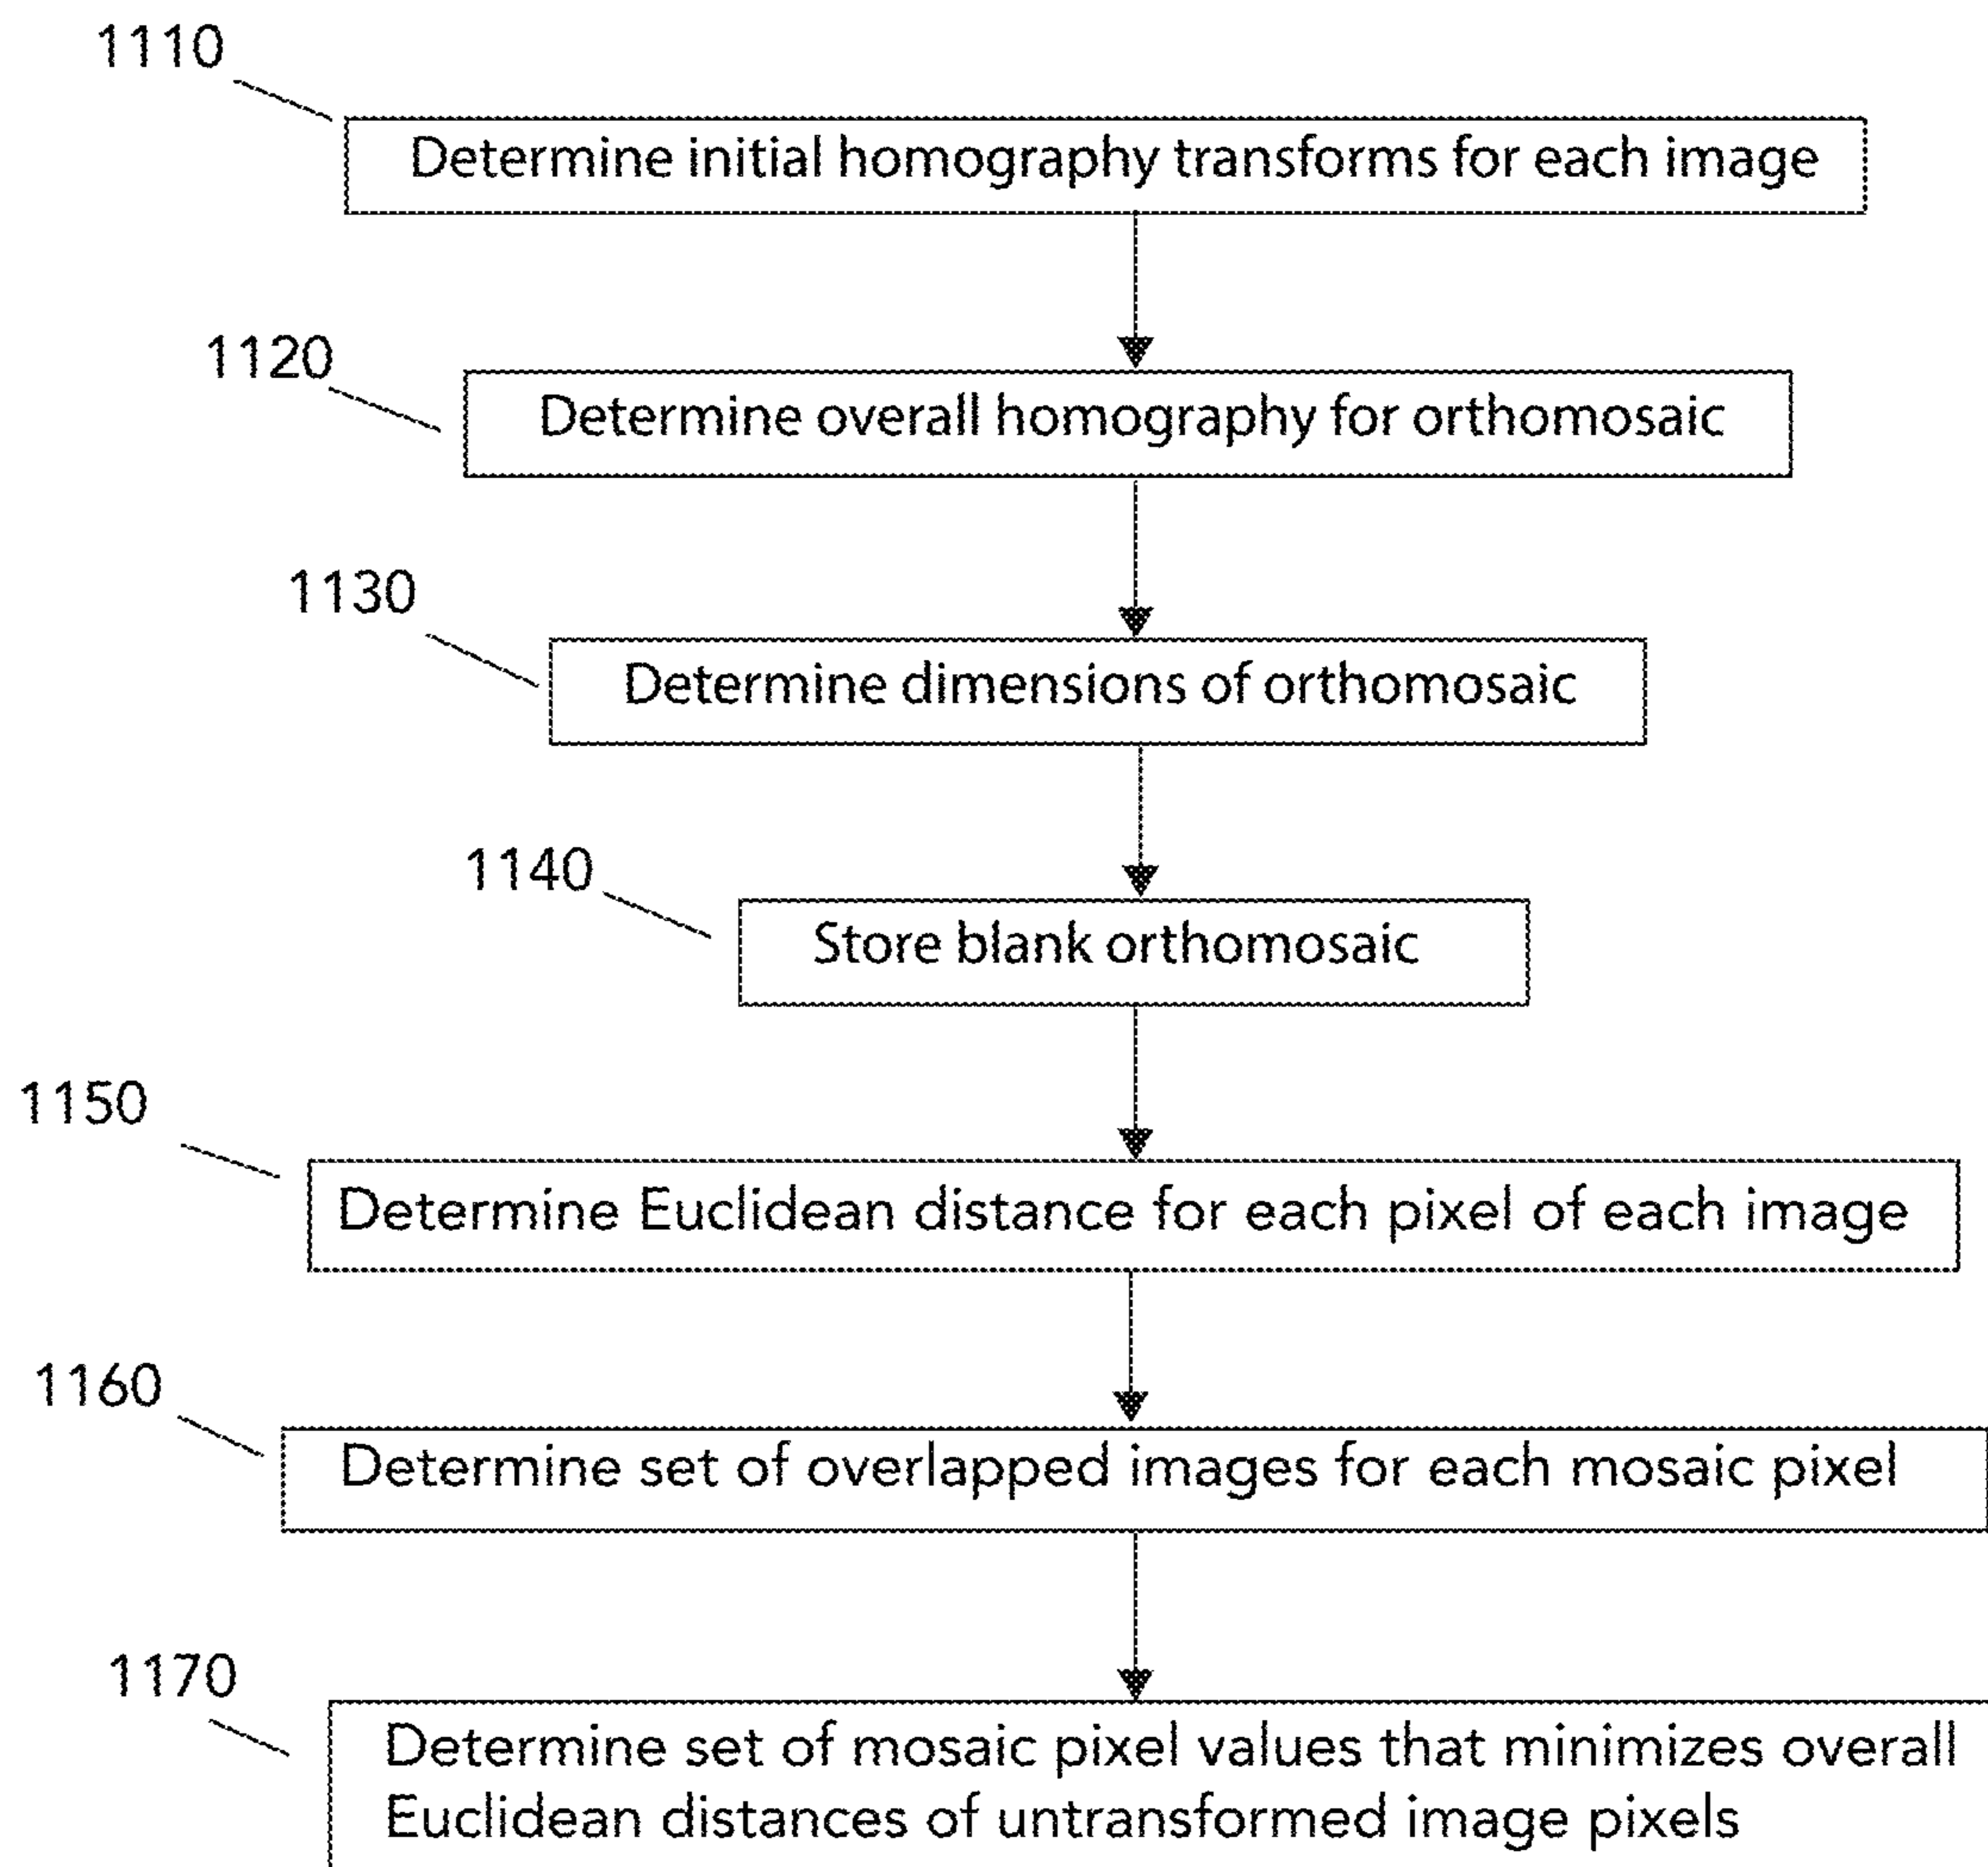 1110
Determine initial homography transforms for each image
1120
Determine overall homography for orthomosaic
1130
Determine dimensions of orthomosaic
1140
Store blank orthomosaic
1150
Determine Euclidean distance for each pixel of each image
1160
Determine set of overlapped images for each mosaic pixel
1170
Determine set of mosaic pixel values that minimizes overall
Euclidean distances of untransformed image pixels